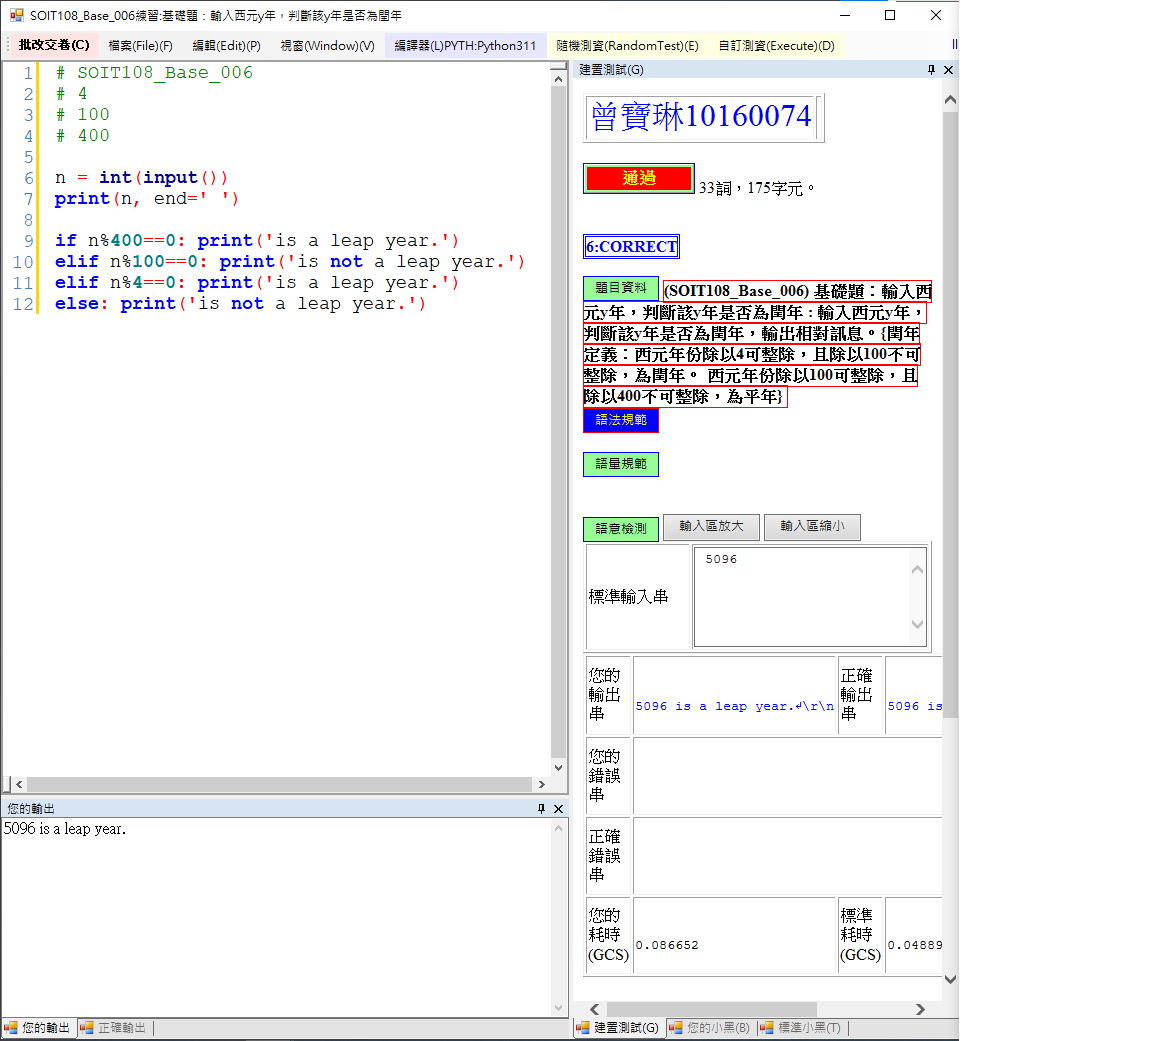 SOIT108_Base_006練習:基礎題：輸入西元y年，判斷該y年是否為閏年
批改交卷(C) 檔案(File)(F) 編輯(Edit)(P) 視窗(Window)(V) 編譯器(L)PYTH:Python311 隨機測資(RandomTest)(E) 自訂測資(Execute)(D)
1 # SOIT108_Base_006
2 # 4
3 # 100
4 # 400
5
6 n = int(input())
7 print(n, end=' ')
8
9 if n%400==0: print('is a leap year.')
10 elif n%100==0: print('is not a leap year.')
11 elif n%4==0: print('is a leap year.')
12 else: print('is not a leap year.')
您的輸出
5096 is a leap year.
您的輸出 正確輸出
建置測試(G)
曾寶琳10160074
通過 33詞，175字元。
6:CORRECT
題目資料 (SOIT108_Base_006) 基礎題：輸入西
元y年，判斷該y年是否為閏年 : 輸入西元y年，
判斷該y年是否為閏年，輸出相對訊息。{閏年
定義：西元年份除以4可整除，且除以100不可
整除，為閏年。 西元年份除以100可整除，且
除以400不可整除，為平年}
語法規範
語量規範
語意檢測 輸入區放大 輸入區縮小
標準輸入串 5096
您的
輸出
串
5096 is a leap year.↲\r\n
正確
輸出
串
5096 is
您的
錯誤
串
正確
錯誤
串
您的
耗時
(GCS)
0.086652
標準
耗時
(GCS)
0.04889
建置測試(G) 您的小黑(B) 標準小黑(T)